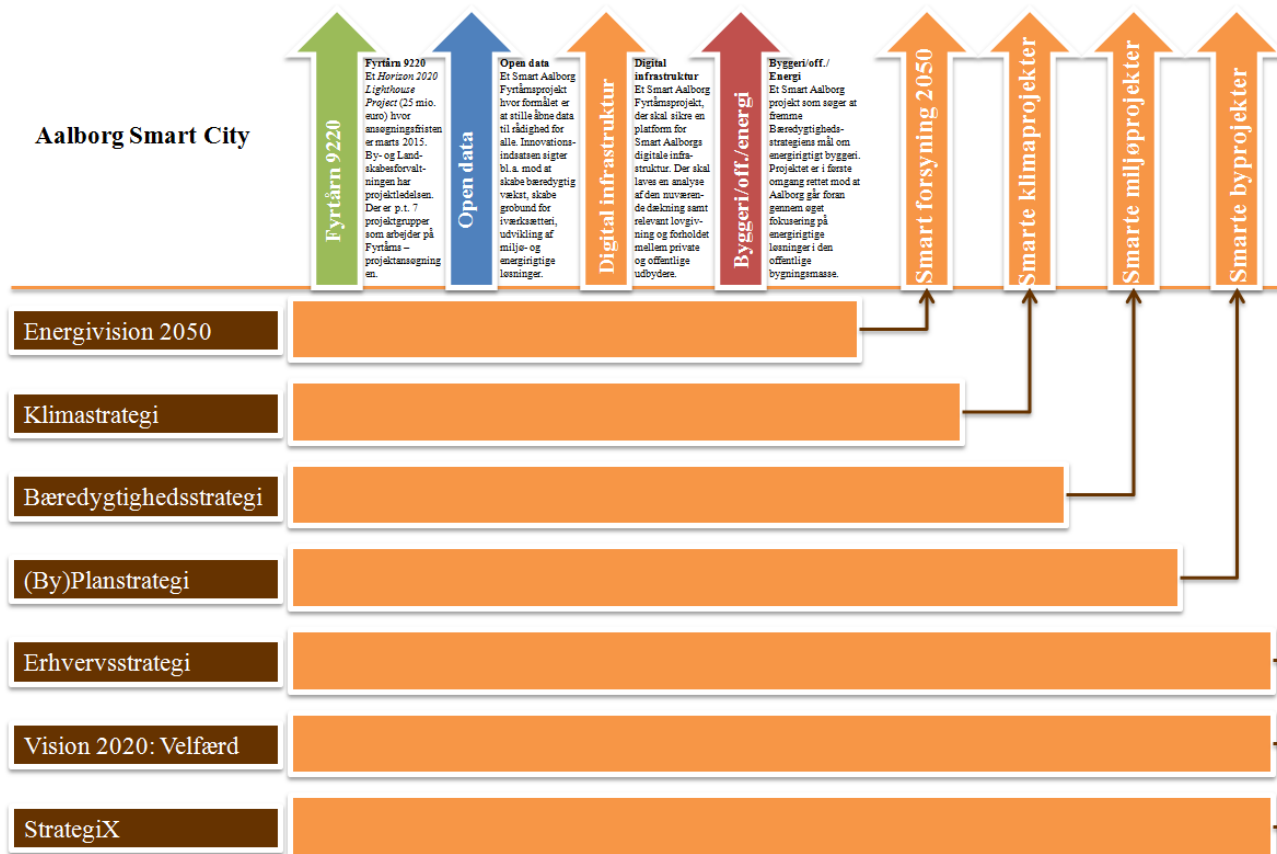 Aalborg Smart City
Fyrtårn 9220
Fyrtårn 9220
Et Horizon 2020
Lighthouse
Project (25 mio.
euro) hvor
ansøgningsfristen
er marts 2015.
By- og Land-
skabesforvalt-
ningen har
projektledelsen.
Der er p.t. 7
projektgrupper
som arbejder på
Fyrtårns –
projektansøgning
en.
Open data
Open data
Et Smart Aalborg
Fyrtårnsprojekt
hvor formålet er
at stille åbne data
til rådighed for
alle. Innovations-
indsatsen sigter
bl.a. mod at
skabe bæredygtig
vækst, skabe
grobund for
iværksætteri,
udvikling af
miljø- og
energirigtige
løsninger.
Digital infrastruktur
Digital
infrastruktur
Et Smart Aalborg
Fyrtårnsprojekt,
der skal sikre en
platform for
Smart Aalborgs
digitale infra-
struktur. Der skal
laves en analyse
af den nuværen-
de dækning samt
relevant lovgiv-
ning og forholdet
mellem private
og offentlige
udbydere.
Byggeri/off./energi
Byggeri/off./
Energi
Et Smart Aalborg
projekt som søger at
fremme
Bæredygtigheds-
strategiens mål om
energirigtigt byggeri.
Projektet er i første
omgang rettet mod at
Aalborg går foran
gennem øget
fokusering på
energirigtige
løsninger i den
offentlige
bygningsmasse.
Smart forsyning 2050
Smarte klimaprojekter
Smarte miljøprojekter
Smarte byprojekter
Energivision 2050
Klimastrategi
Bæredygtighedsstrategi
(By)Planstrategi
Erhvervsstrategi
Vision 2020: Velfærd
StrategiX